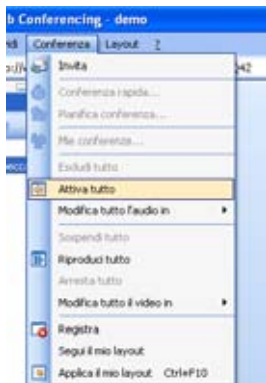 b Conferencing - demo
Conferenza Layout ?
Invita
Conferenza rapida...
Pianifica conferenza...
Mie conferenze...
Escludi tutto
Attiva tutto
Modifica tutto l'audio in
Sospendi tutto
Riproduci tutto
Arresta tutto
Modifica tutto il video in
Registra
Segui il mio layout
Applica il mio layout Ctrl+F10